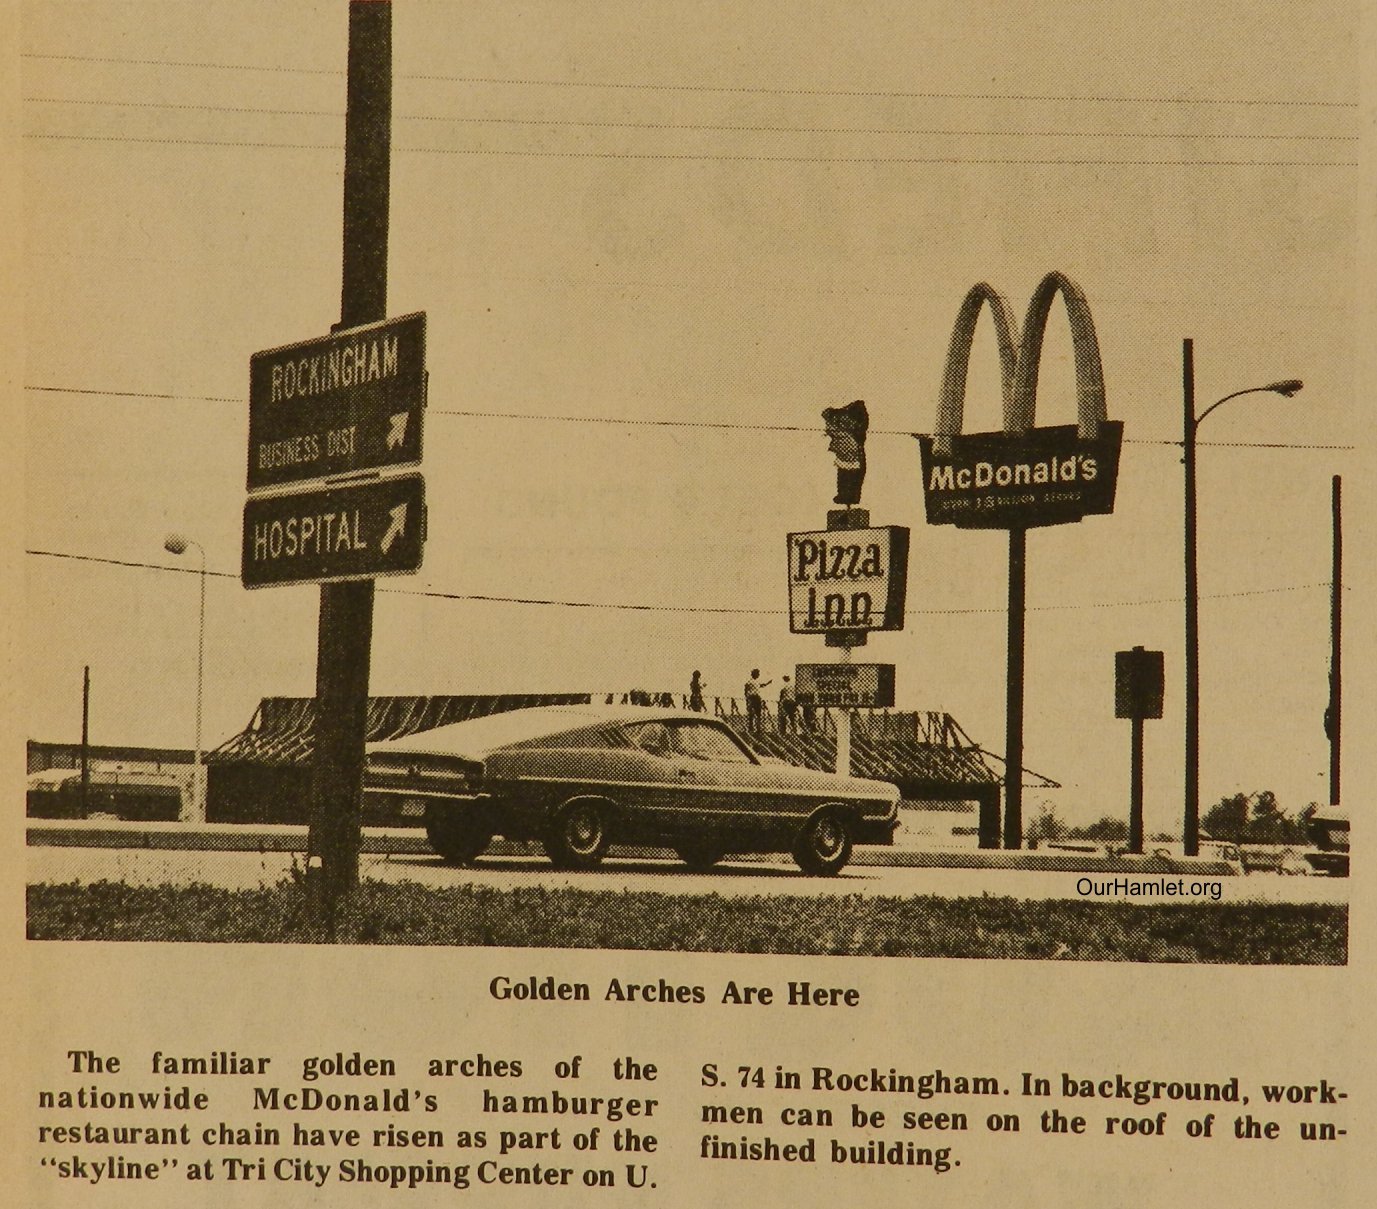 ROCKINGHAM
BUSINESS DIST
HOSPITAL
McDonald's
Pizza
Inn
OurHamlet.org
Golden Arches Are Here
The familiar golden arches of the
nationwide McDonald's hamburger
restaurant chain have risen as part of the
“skyline” at Tri City Shopping Center on U.
S. 74 in Rockingham. In background, work-
men can be seen on the roof of the un-
finished building.